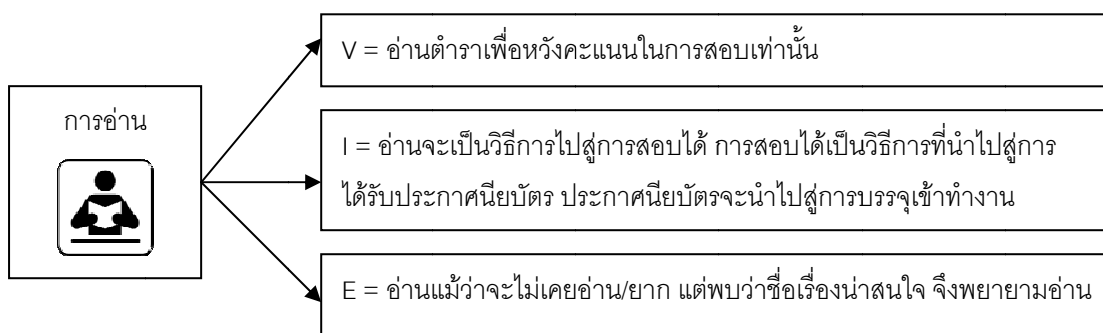 V = อ่านตำราเพื่อหวังคะแนนในการสอบเท่านั้น
การอ่าน
I = อ่านจะเป็นวิธีการไปสู่การสอบได้ การสอบได้เป็นวิธีการที่นำไปสู่การ
ได้รับประกาศนียบัตร ประกาศนียบัตรจะนำไปสู่การบรรจุเข้าทำงาน
E = อ่านแม้ว่าจะไม่เคยอ่าน/ยาก แต่พบว่าชื่อเรื่องน่าสนใจ จึงพยายามอ่าน